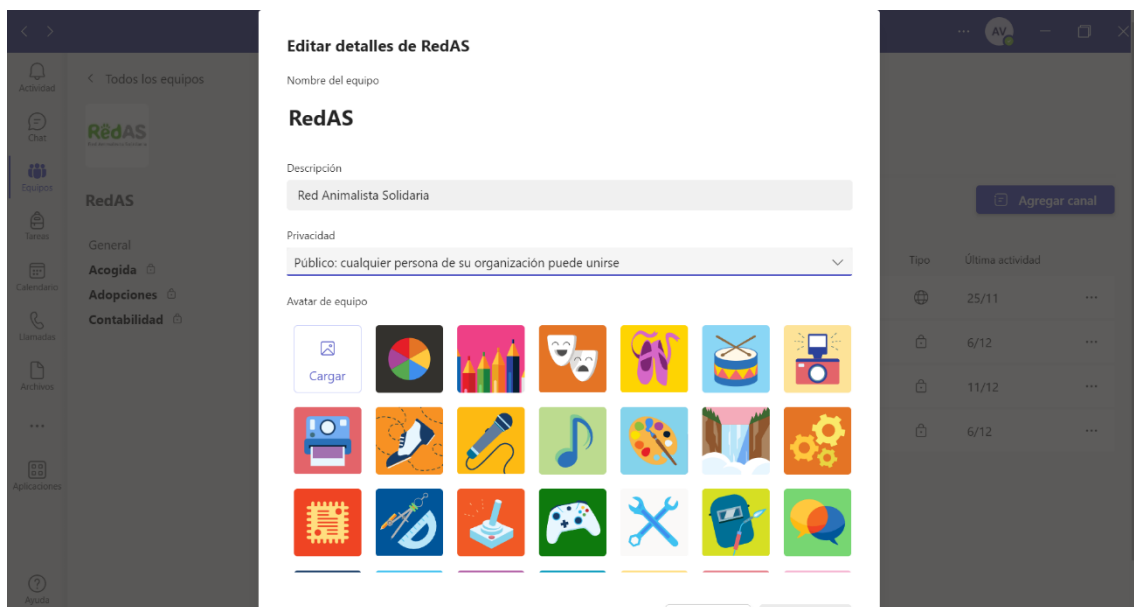 Editar detalles de RedAS
Nombre del equipo
RedAS
Descripción
Red Animalista Solidaria
Privacidad
Público: cualquier persona de su organización puede unirse
Avatar de equipo
Cargar
AV
Actividad
Chat
Equipos
Tareas
Calendario
Llamadas
Archivos
Aplicaciones
Ayuda
Todos los equipos
RêdAS
RedAS
General
Acogida
Adopciones
Contabilidad
Agregar canal
Tipo Última actividad
25/11
6/12
11/12
6/12